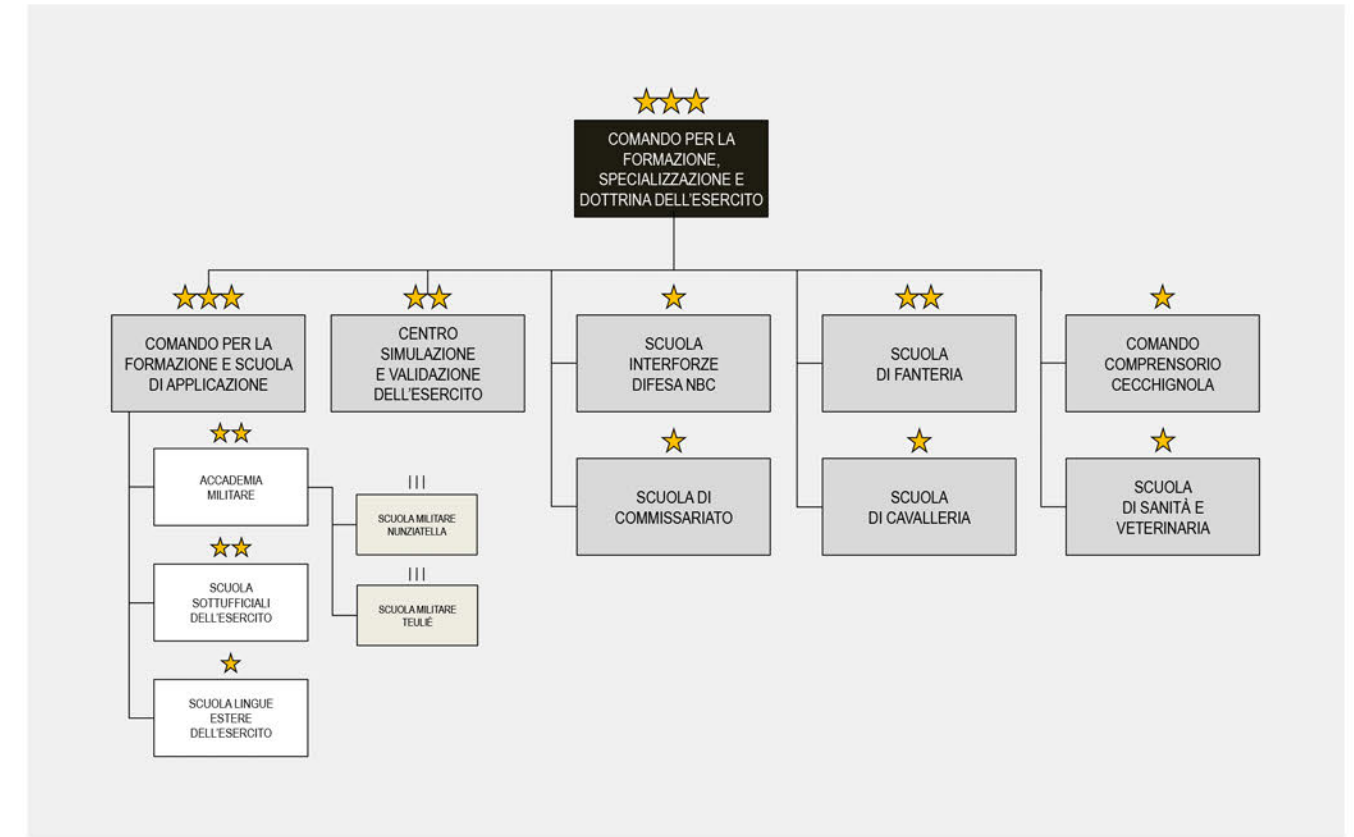 COMANDO PER LA
FORMAZIONE,
SPECIALIZZAZIONE E
DOTTRINA DELL'ESERCITO
COMANDO PER LA
FORMAZIONE E SCUOLA
DI APPLICAZIONE
CENTRO
SIMULAZIONE
E VALIDAZIONE
DELL'ESERCITO
SCUOLA
INTERFORZE
DIFESA NBC
SCUOLA
DI FANTERIA
COMANDO
COMPRENSORIO
CECCHIGNOLA
ACCADEMIA
MILITARE
III
SCUOLA MILITARE
NUNZIATELLA
SCUOLA DI
COMMISSARIATO
SCUOLA
DI CAVALLERIA
SCUOLA
DI SANITÀ E
VETERINARIA
SCUOLA
SOTTUFFICIALI
DELL'ESERCITO
III
SCUOLA MILITARE
TEULIÉ
SCUOLA LINGUE
ESTERE
DELL'ESERCITO